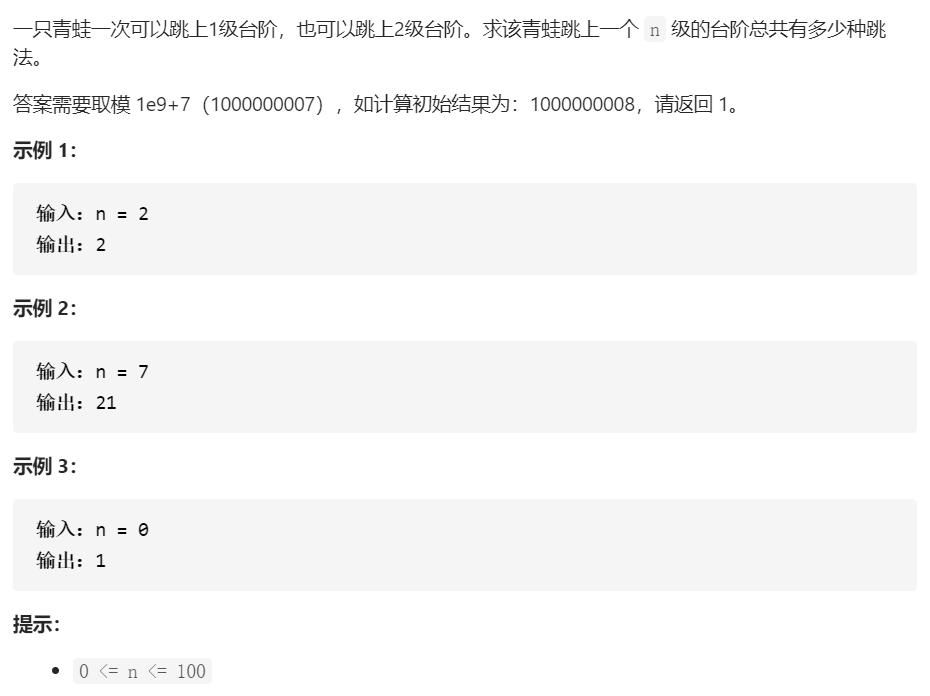 一只青蛙一次可以跳上1级台阶，也可以跳上2级台阶。求该青蛙跳上一个 n 级的台阶总共有多少种跳
法。
答案需要取模 1e9+7（1000000007），如计算初始结果为：1000000008，请返回 1。
示例 1：
输入：n = 2
输出：2
示例 2：
输入：n = 7
输出：21
示例 3：
输入：n = 0
输出：1
提示：
• 0 <= n <= 100